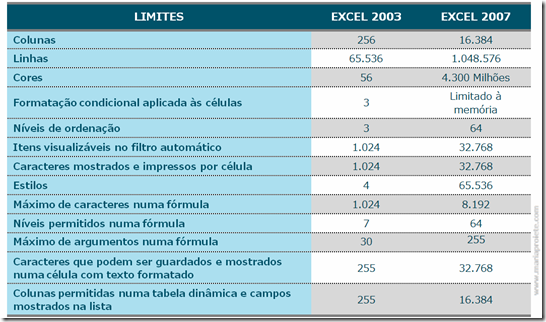 LIMITES EXCEL 2003 EXCEL 2007
Colunas 256 16.384
Linhas 65.536 1.048.576
Cores 56 4.300 Milhões
Formatação condicional aplicada às células 3 Limitado à
memória
Níveis de ordenação 3 64
Itens visualizáveis no filtro automático 1.024 32.768
Caracteres mostrados e impressos por célula 1.024 32.768
Estilos 4 65.536
Máximo de caracteres numa fórmula 1.024 8.192
Níveis permitidos numa fórmula 7 64
Máximo de argumentos numa fórmula 30 255
Caracteres que podem ser guardados e mostrados
numa célula com texto formatado 255 32.768
Colunas permitidas numa tabela dinâmica e campos
mostrados na lista 255 16.384